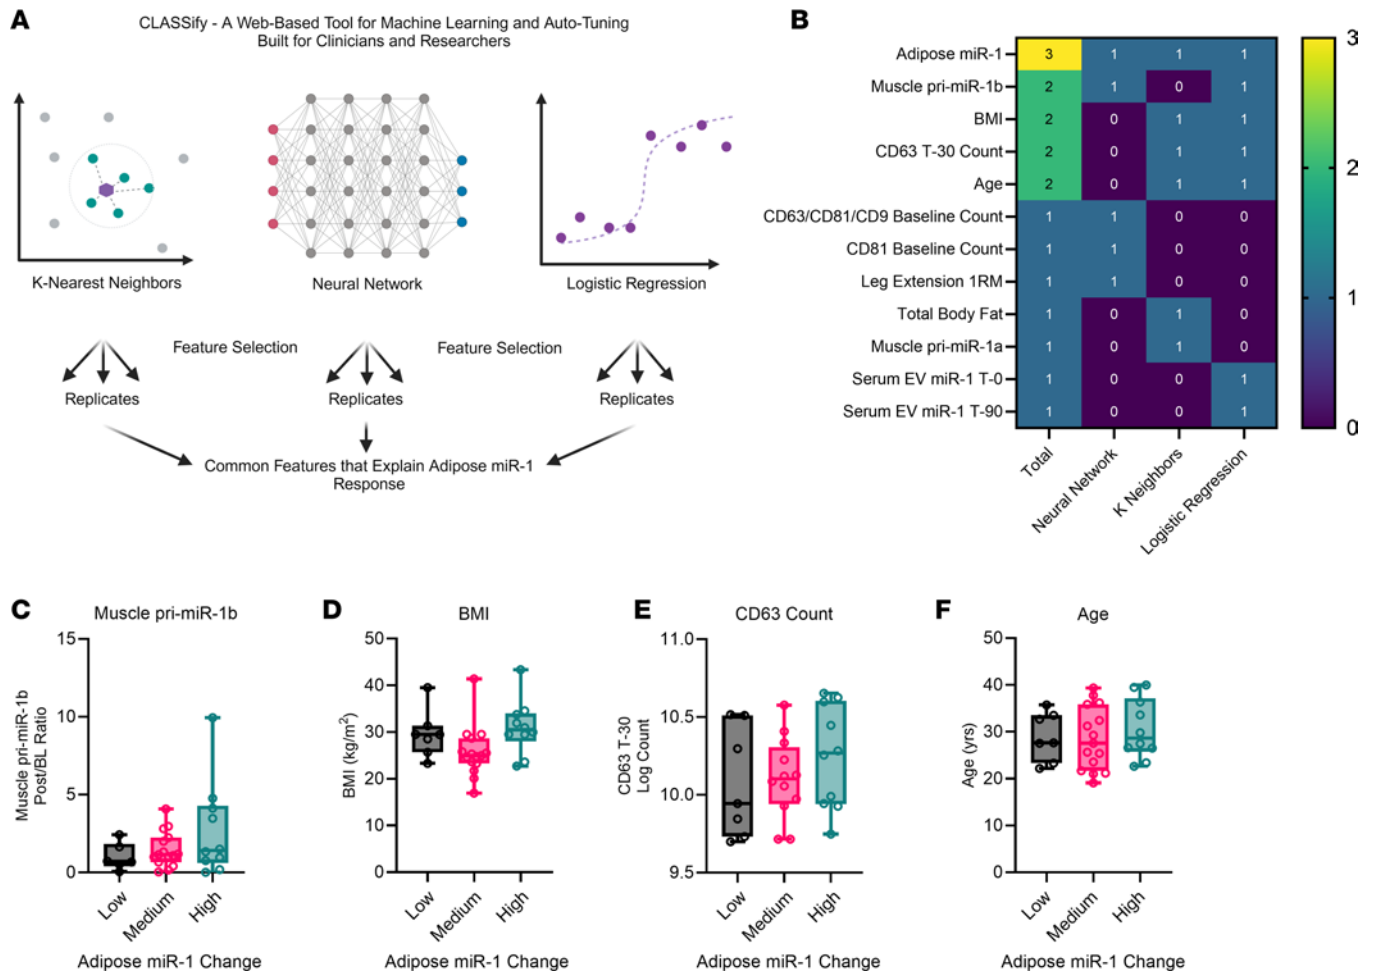 A
CLASSify - A Web-Based Tool for Machine Learning and Auto-Tuning
Built for Clinicians and Researchers
K-Nearest Neighbors
Neural Network
Logistic Regression
Feature Selection
Feature Selection
Replicates
Replicates
Replicates
Common Features that Explain Adipose miR-1
Response
B
Adipose miR-1 3 1 1 1
Muscle pri-miR-1b 2 1 0 1
BMI 2 0 1 1
CD63 T-30 Count 2 0 1 1
Age 2 0 1 1
CD63/CD81/CD9 Baseline Count 1 1 0 0
CD81 Baseline Count 1 1 0 0
Leg Extension 1RM 1 1 0 0
Total Body Fat 1 0 1 0
Muscle pri-miR-1a 1 0 1 0
Serum EV miR-1 T-0 1 0 0 1
Serum EV miR-1 T-90 1 0 0 1
Total
Neural Network
K Neighbors
Logistic Regression
3
2
1
0
C
Muscle pri-miR-1b
Muscle pri-miR-1b
Post/BL Ratio
15
10
5
0
Low
Medium
High
Adipose miR-1 Change
D
BMI
BMI (kg/m²)
50
40
30
20
10
0
Low
Medium
High
Adipose miR-1 Change
E
CD63 Count
CD63 T-30
Log Count
11.0
10.5
10.0
9.5
Low
Medium
High
Adipose miR-1 Change
F
Age
Age (yrs)
50
40
30
20
10
0
Low
Medium
High
Adipose miR-1 Change